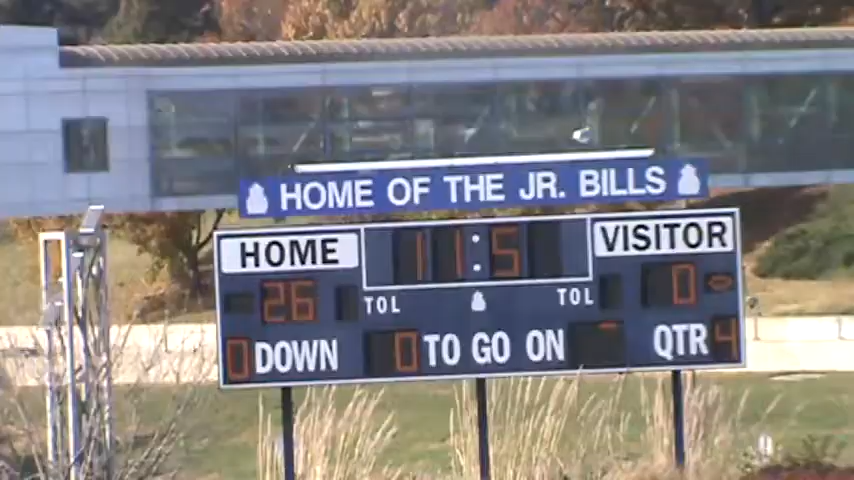 HOME OF THE JR. BILLS
HOME 11:5 VISITOR
26 TOL TOL 0
0 DOWN 0 TO GO ON QTR 4